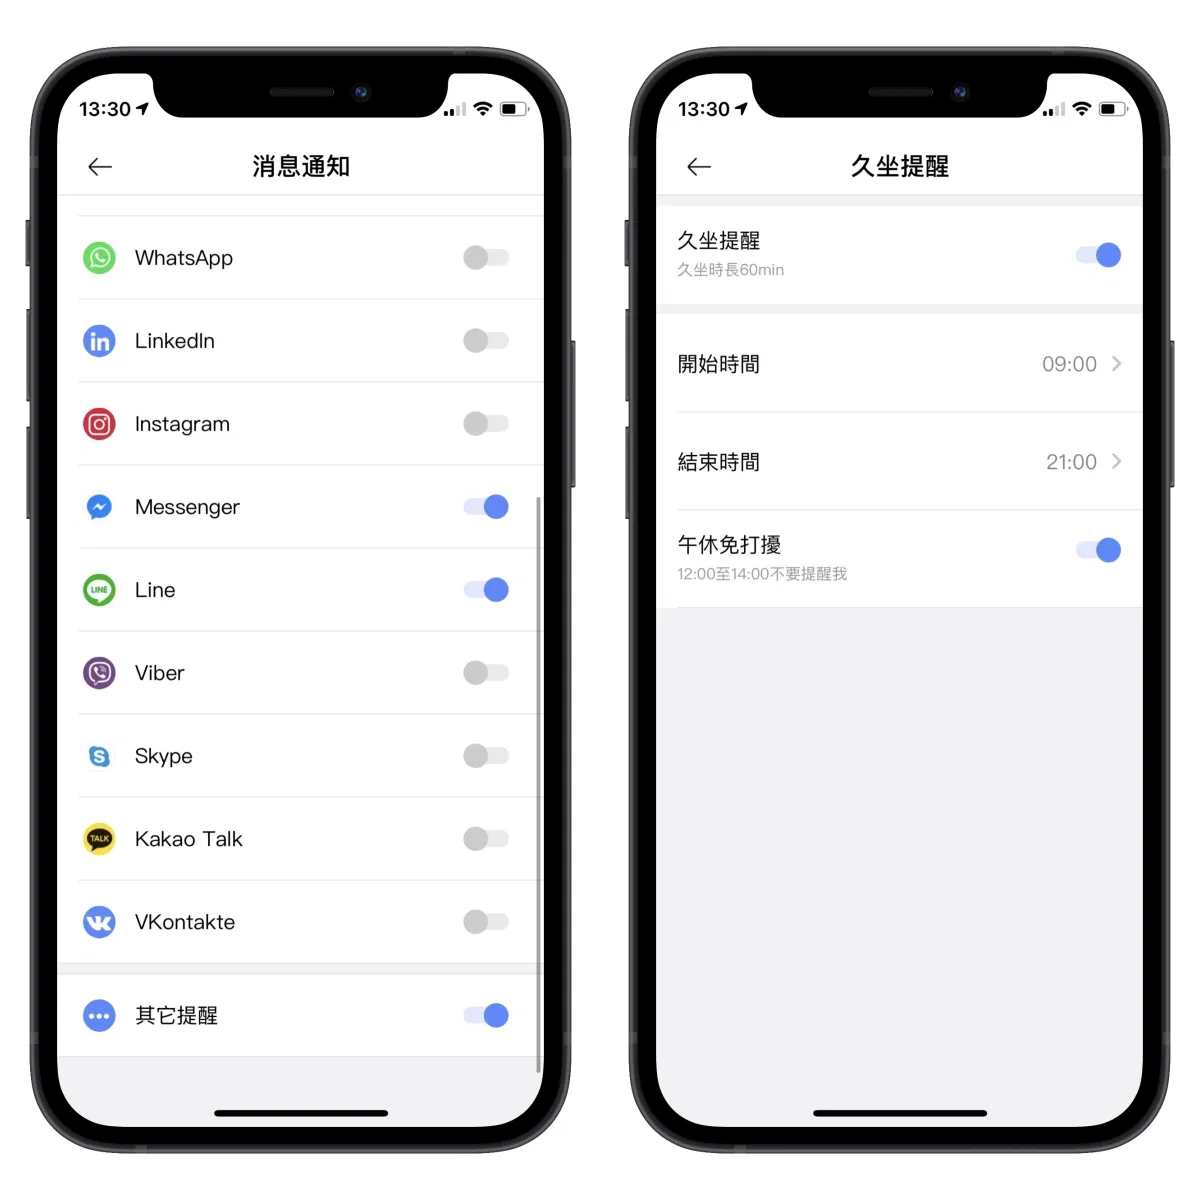 13:30
消息通知
WhatsApp
in LinkedIn
Instagram
Messenger
LINE Line
Viber
S Skype
TALK Kakao Talk
VKontakte
其它提醒
13:30
久坐提醒
久坐提醒
久坐時長60min
開始時間 09:00
結束時間 21:00
午休免打擾
12:00至14:00不要提醒我